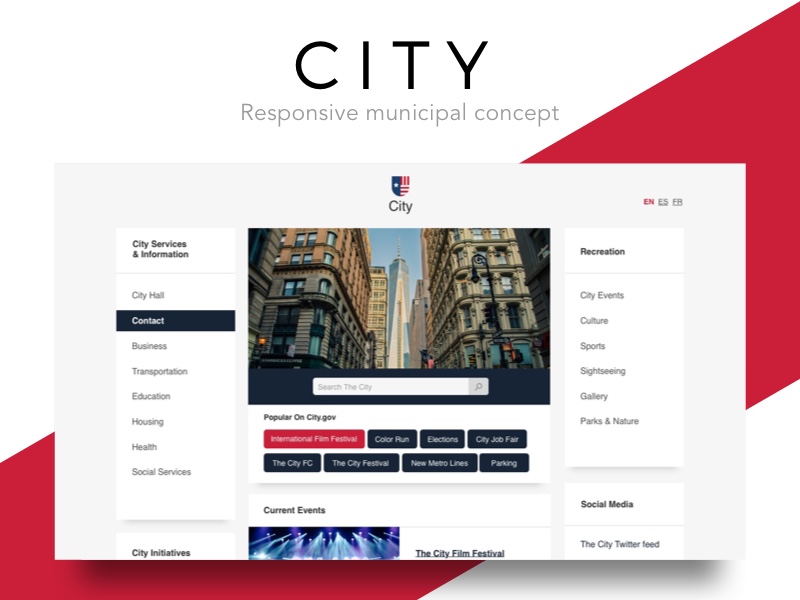 CITY
Responsive municipal concept
City
EN ES FR
City Services
& Information
City Hall
Contact
Business
Transportation
Education
Housing
Health
Social Services
City Initiatives
Search The City
Popular On City.gov
International Film Festival
Color Run
Elections
City Job Fair
The City FC
The City Festival
New Metro Lines
Parking
Current Events
The City Film Festival
Recreation
City Events
Culture
Sports
Sightseeing
Gallery
Parks & Nature
Social Media
The City Twitter feed